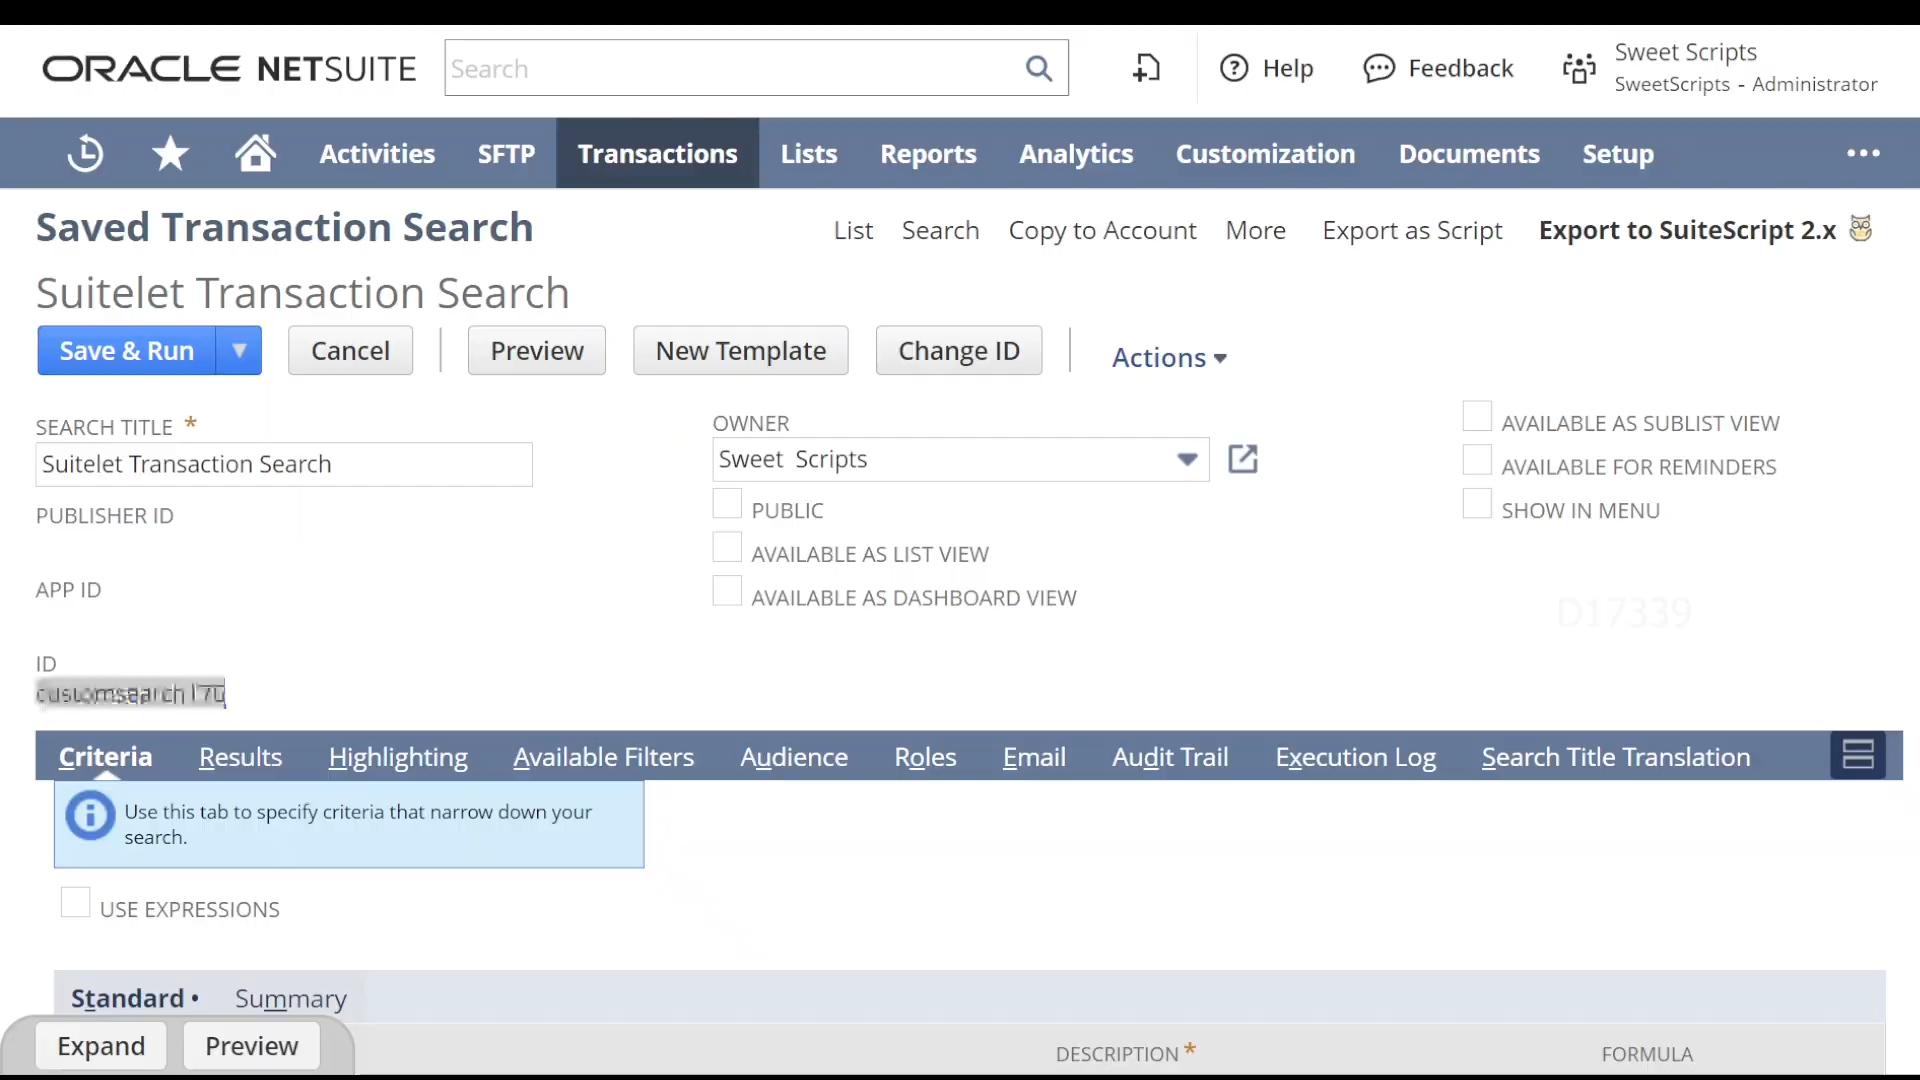 ORACLE NETSUITE
Search
Help
Feedback
Sweet Scripts
SweetScripts - Administrator
Activities
SFTP
Transactions
Lists
Reports
Analytics
Customization
Documents
Setup
Saved Transaction Search
List
Search
Copy to Account
More
Export as Script
Export to SuiteScript 2.x
Suitelet Transaction Search
Save & Run
Cancel
Preview
New Template
Change ID
Actions
SEARCH TITLE *
Suitelet Transaction Search
PUBLISHER ID
APP ID
ID
OWNER
Sweet Scripts
PUBLIC
AVAILABLE AS LIST VIEW
AVAILABLE AS DASHBOARD VIEW
AVAILABLE AS SUBLIST VIEW
AVAILABLE FOR REMINDERS
SHOW IN MENU
D17339
Criteria
Results
Highlighting
Available Filters
Audience
Roles
Email
Audit Trail
Execution Log
Search Title Translation
Use this tab to specify criteria that narrow down your
search.
USE EXPRESSIONS
Standard •
Summary
Expand
Preview
DESCRIPTION *
FORMULA